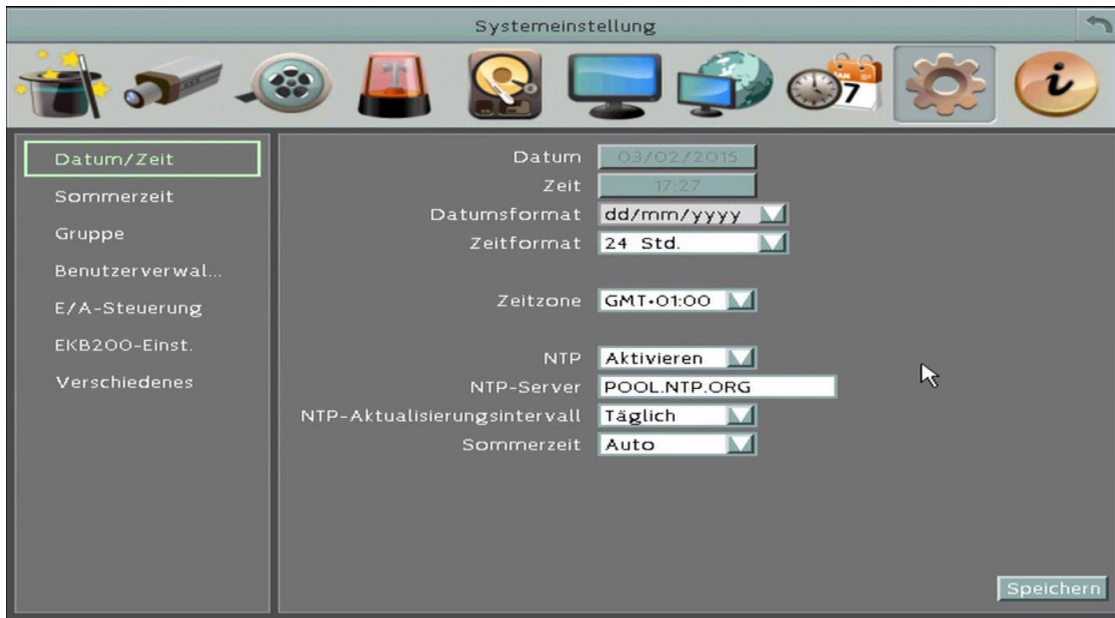 Systemeinstellung
JAN
7
i
Datum/Zeit
Sommerzeit
Gruppe
Benutzerverwal...
E/A-Steuerung
EKB200-Einst.
Verschiedenes
Datum 03/02/2015
Zeit 17:27
Datumsformat dd/mm/yyyy
Zeitformat 24 Std.
Zeitzone GMT+01:00
NTP Aktivieren
NTP-Server POOL.NTP.ORG
NTP-Aktualisierungsintervall Täglich
Sommerzeit Auto
Speichern